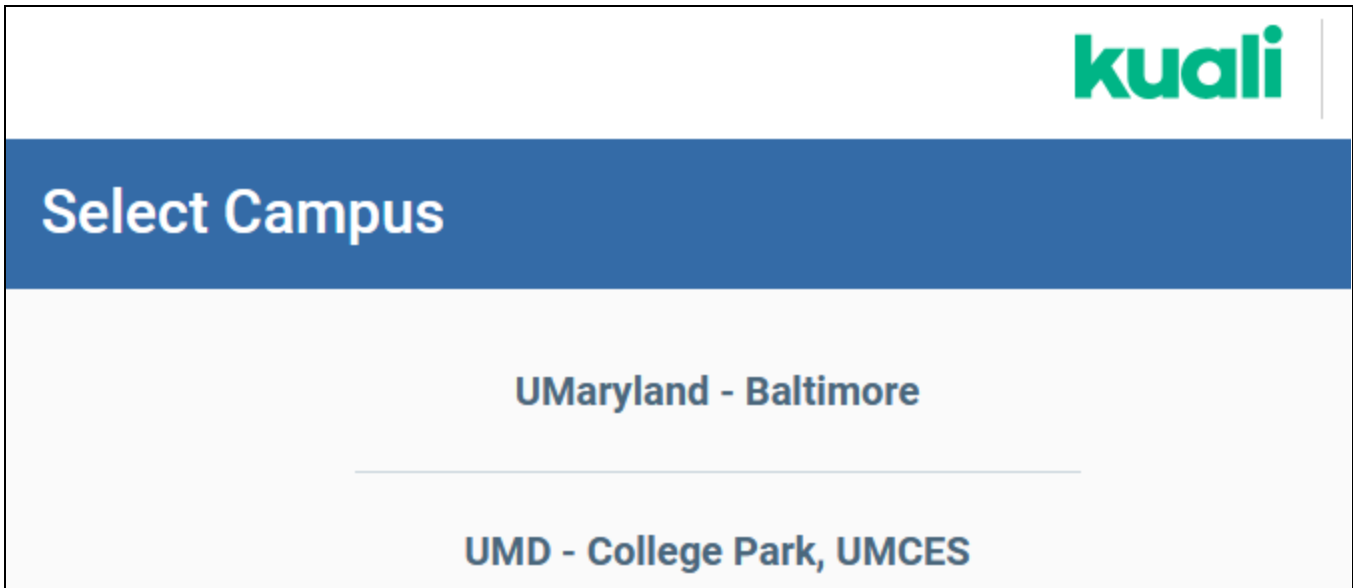 kuali
Select Campus
UMaryland - Baltimore
UMD - College Park, UMCES